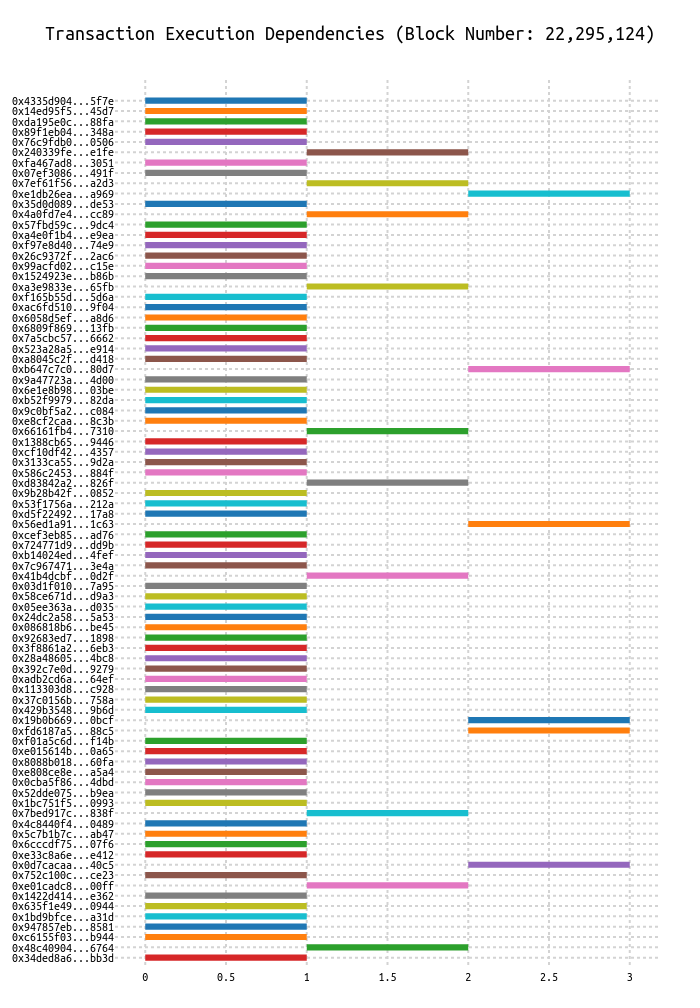 Transaction Execution Dependencies (Block Number: 22,295,124)
0x4335d904...5f7e
0x14ed95f5...45d7
0xda195e0c...88fa
0x89f1eb04...348a
0x76c9fdb0...0506
0x240339fe...e1fe
0xfa467ad8...3051
0x07ef3086...491f
0x7ef61f56...a2d3
0xe1db26ea...a969
0x35d0d089...de53
0x4a0fd7e4...cc89
0x57fbd59c...9dc4
0xa4e0f1b4...e9ea
0xf97e8d40...74e9
0x26c9372f...2ac6
0x99acfd02...c15e
0x1524923e...b86b
0xa3e9833e...65fb
0xf165b55d...5d6a
0xac6fd510...9f04
0x6058d5ef...a8d6
0x6809f869...13fb
0x7a5cbc57...6662
0x523a28a5...e914
0xa8045c2f...d418
0xb647c7c0...80d7
0x9a47723a...4d00
0x6e1e8b98...03be
0xb52f9979...82da
0x9c0bf5a2...c084
0xe8cf2caa...8c3b
0x66161fb4...7310
0x1388cb65...9446
0xcf10df42...4357
0x3133ca55...9d2a
0x586c2453...884f
0xd83842a2...826f
0x9b28b42f...0852
0x53f1756a...212a
0xd5f22492...17a8
0x56ed1a91...1c63
0xcef3eb85...ad76
0x724771d9...dd9b
0xb14024ed...4fef
0x7c967471...3e4a
0x41b4dcbf...0d2f
0x03d1f010...7a95
0x58ce671d...d9a3
0x05ee363a...d035
0x24dc2a58...5a53
0x086818b6...be45
0x92683ed7...1898
0x3f8861a2...6eb3
0x28a48605...4bc8
0x392c7e0d...9279
0xadb2cd6a...64ef
0x113303d8...c928
0x37c0156b...758a
0x429b3548...9b6d
0x19b0b669...0bcf
0xfd6187a5...88c5
0xf01a5c6d...f14b
0xe015614b...0a65
0x8088b018...60fa
0xe808ce8e...a5a4
0x0cba5f86...4dbd
0x52dde075...b9ea
0x1bc751f5...0993
0x7bed917c...838f
0x4c8440f4...0489
0x5c7b1b7c...ab47
0x6cccdf75...07f6
0xe33c8a6e...e412
0x0d7cacaa...40c5
0x752c100c...ce23
0xe01cadc8...00ff
0x1422d414...e362
0x635f1e49...0944
0x1bd9bfce...a31d
0x947857eb...8581
0xc6155f03...b944
0x48c40904...6764
0x34ded8a6...bb3d
0 0.5 1 1.5 2 2.5 3